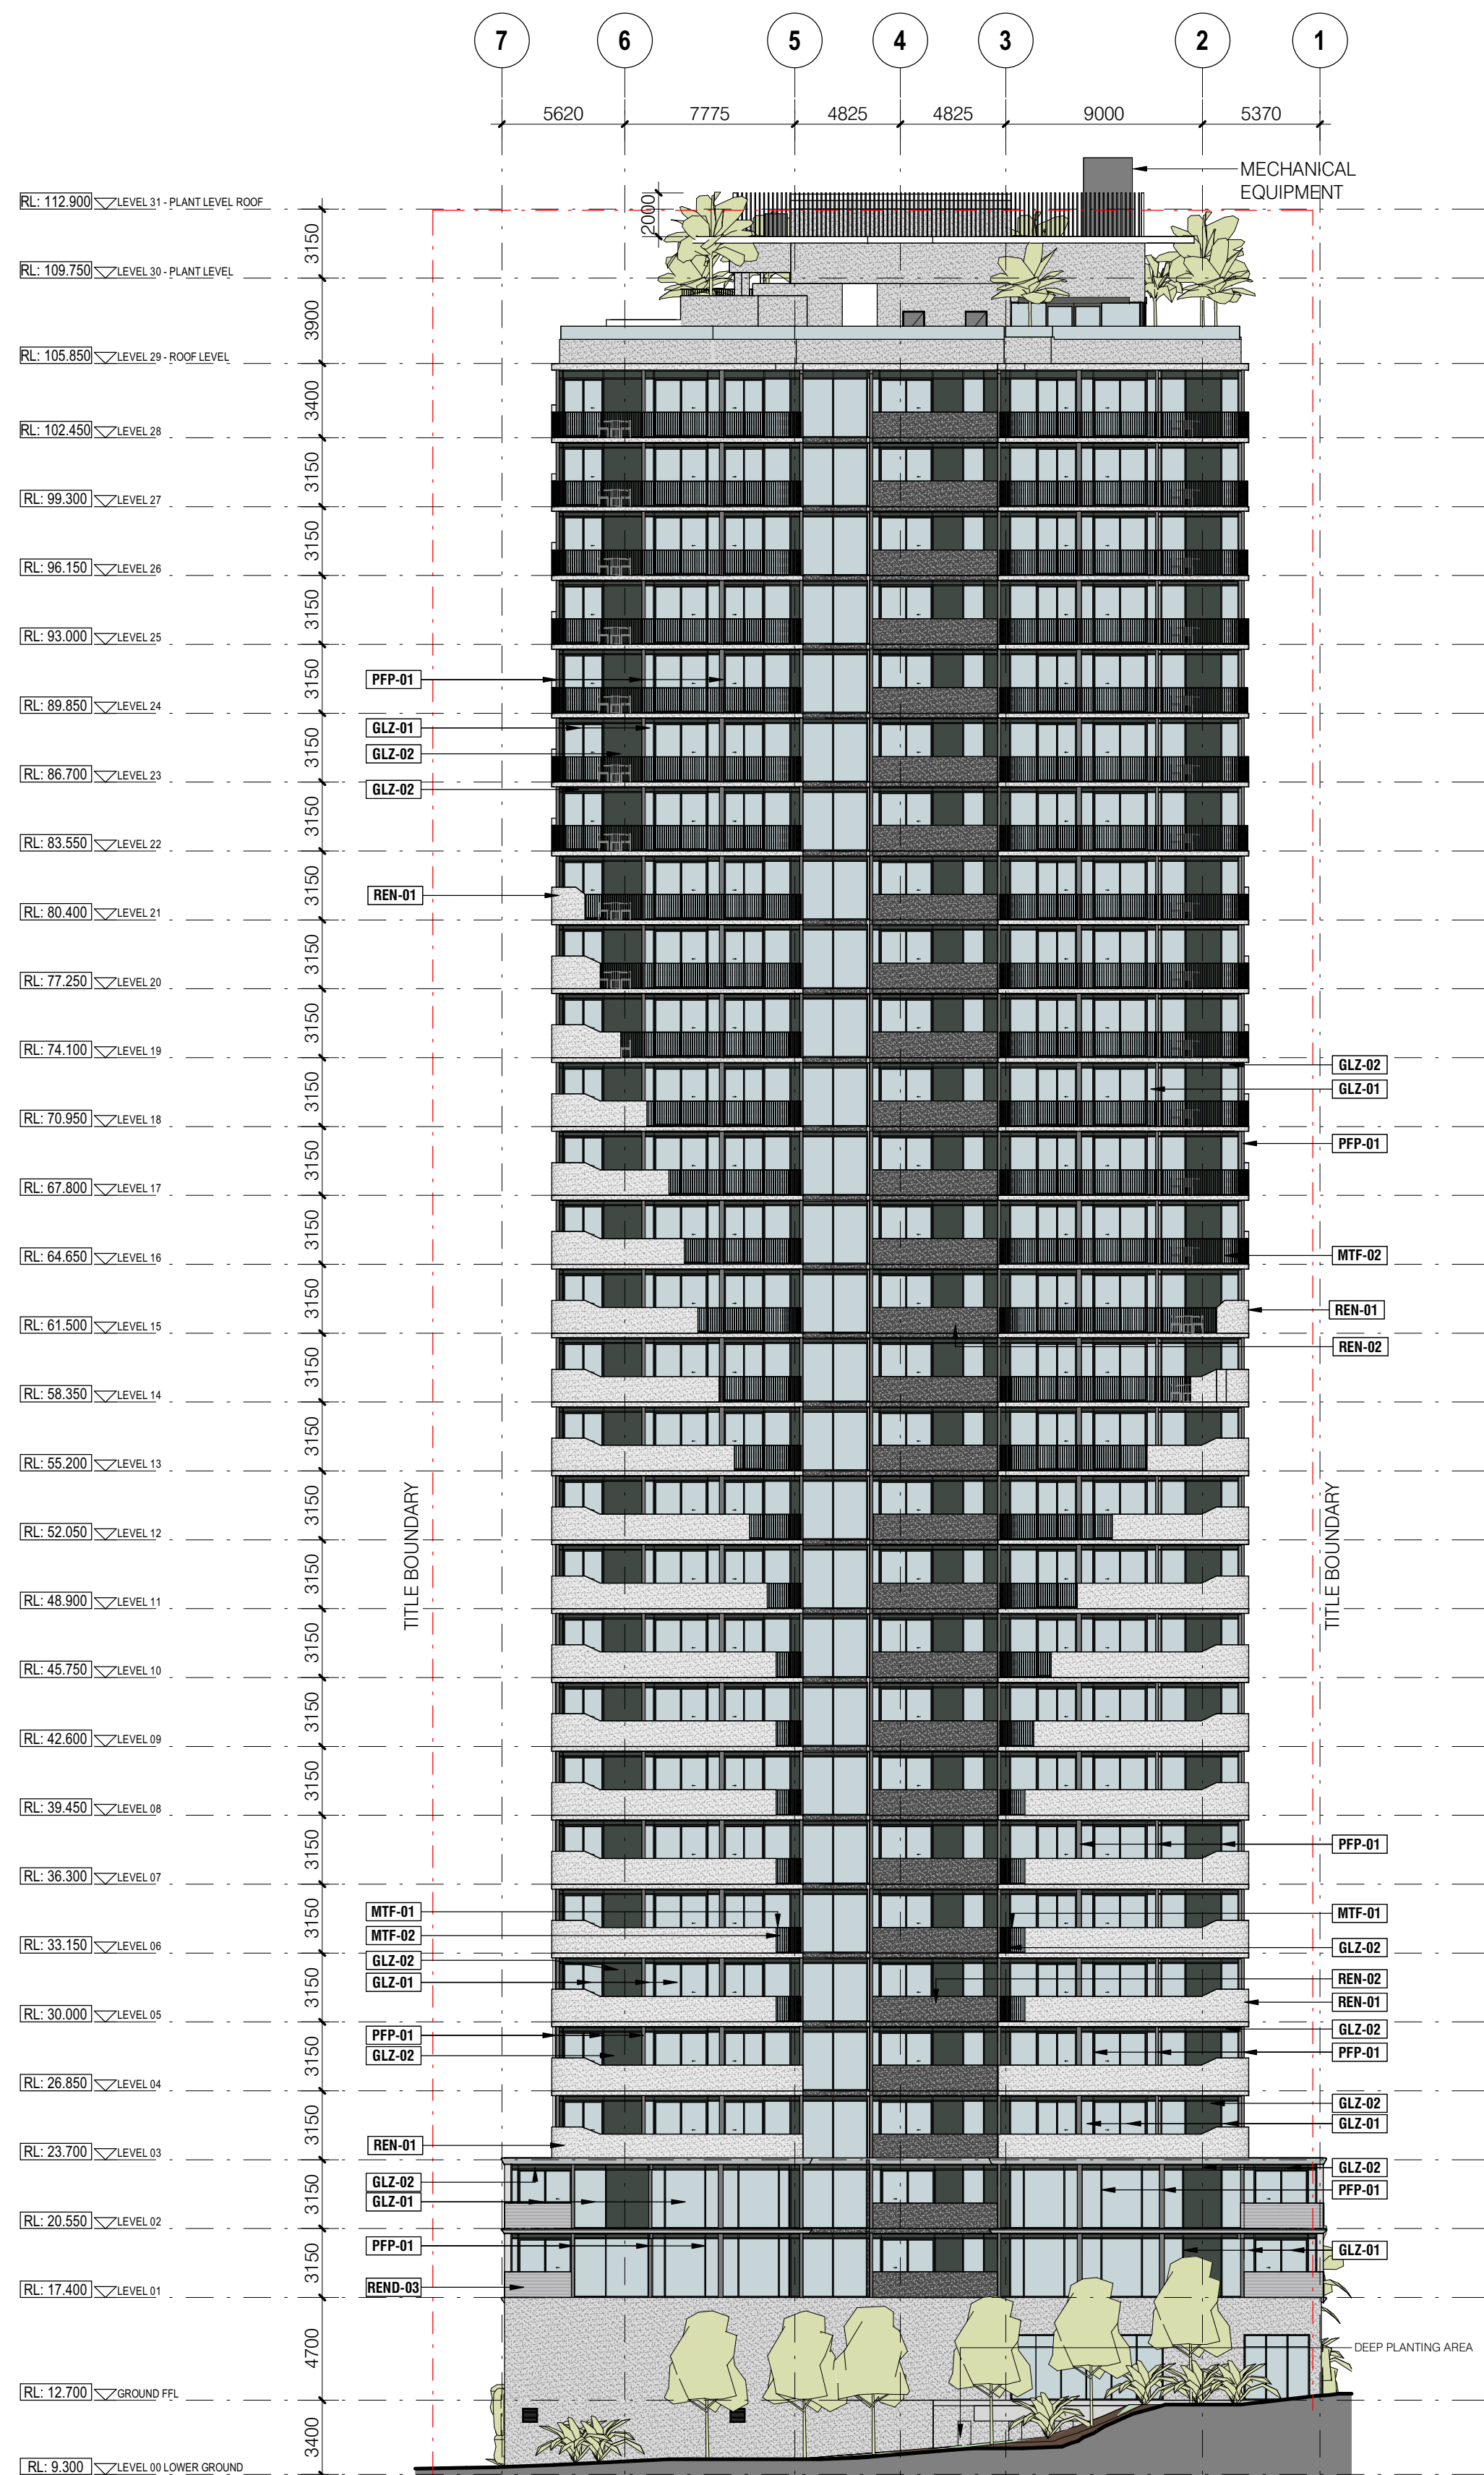 7 6 5 4 3 2 1
5620 7775 4825 4825 9000 5370
MECHANICAL
EQUIPMENT
2000
RL: 112.900 LEVEL 31 - PLANT LEVEL ROOF
3150
RL: 109.750 LEVEL 30 - PLANT LEVEL
3900
RL: 105.850 LEVEL 29 - ROOF LEVEL
3400
RL: 102.450 LEVEL 28
3150
RL: 99.300 LEVEL 27
3150
RL: 96.150 LEVEL 26
3150
RL: 93.000 LEVEL 25
3150
PFP-01
RL: 89.850 LEVEL 24
GLZ-01
3150
GLZ-02
RL: 86.700 LEVEL 23
GLZ-02
3150
RL: 83.550 LEVEL 22
3150
REN-01
RL: 80.400 LEVEL 21
3150
RL: 77.250 LEVEL 20
3150
RL: 74.100 LEVEL 19
GLZ-02
GLZ-01
3150
RL: 70.950 LEVEL 18
PFP-01
3150
RL: 67.800 LEVEL 17
3150
RL: 64.650 LEVEL 16
MTF-02
3150
REN-01
RL: 61.500 LEVEL 15
REN-02
3150
RL: 58.350 LEVEL 14
3150
RL: 55.200 LEVEL 13
3150
TITLE BOUNDARY
TITLE BOUNDARY
RL: 52.050 LEVEL 12
3150
RL: 48.900 LEVEL 11
3150
RL: 45.750 LEVEL 10
3150
RL: 42.600 LEVEL 09
3150
RL: 39.450 LEVEL 08
3150
PFP-01
RL: 36.300 LEVEL 07
3150
MTF-01
MTF-01
MTF-02
RL: 33.150 LEVEL 06
GLZ-02
GLZ-02
3150
GLZ-01
REN-02
REN-01
RL: 30.000 LEVEL 05
PFP-01
GLZ-02
3150
GLZ-02
PFP-01
RL: 26.850 LEVEL 04
GLZ-02
3150
GLZ-01
REN-01
RL: 23.700 LEVEL 03
GLZ-02
GLZ-02
3150
GLZ-01
PFP-01
RL: 20.550 LEVEL 02
PFP-01
GLZ-01
3150
REND-03
RL: 17.400 LEVEL 01
4700
DEEP PLANTING AREA
RL: 12.700 GROUND FFL
3400
RL: 9.300 LEVEL 00 LOWER GROUND